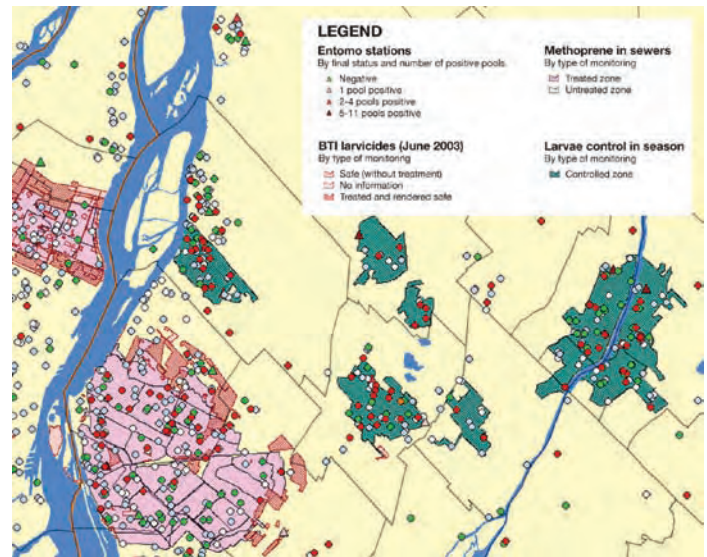 LEGEND
Entomo stations
By final status and number of positive pools
Negative
1 pool positive
2-4 pools positive
5-11 pools positive
BTI larvicides (June 2003)
By type of monitoring
Safe (without treatment)
No information
Treated and rendered safe
Methoprene in sewers
By type of monitoring
Treated zone
Untreated zone
Larvae control in season
By type of monitoring
Controlled zone